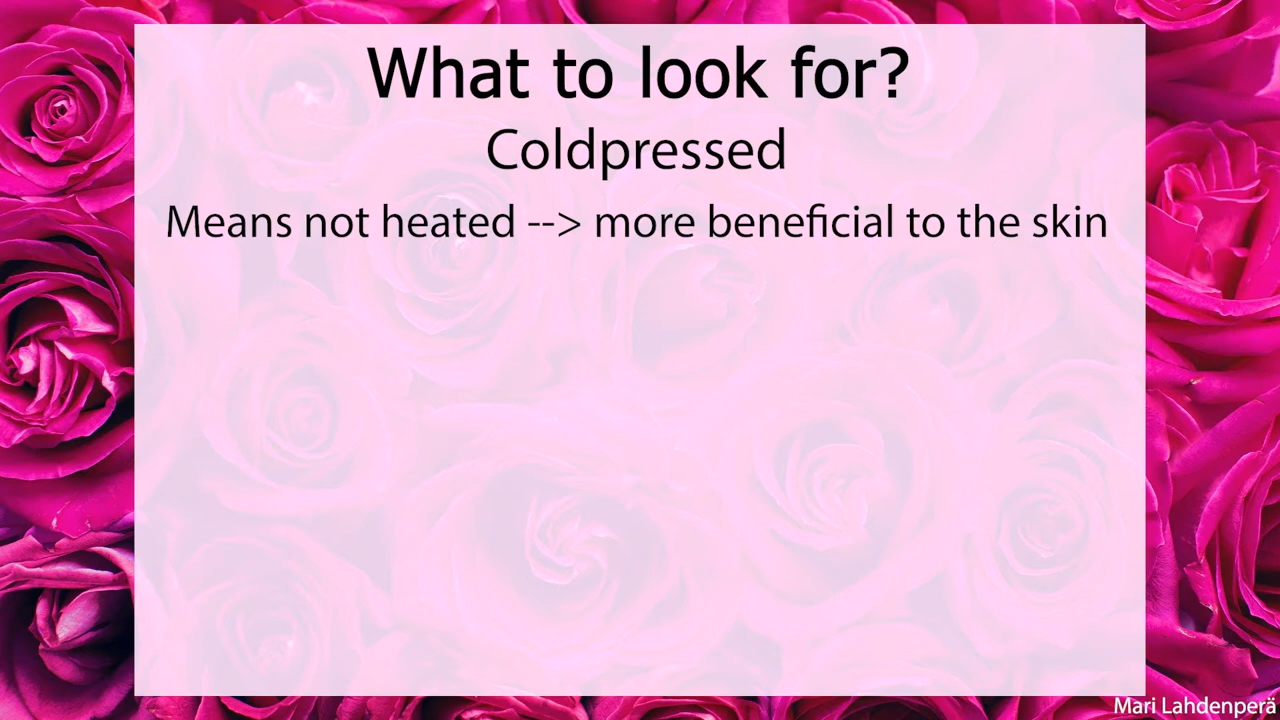 What to look for?
Coldpressed
Means not heated --> more beneficial to the skin
Mari Lahdenperä